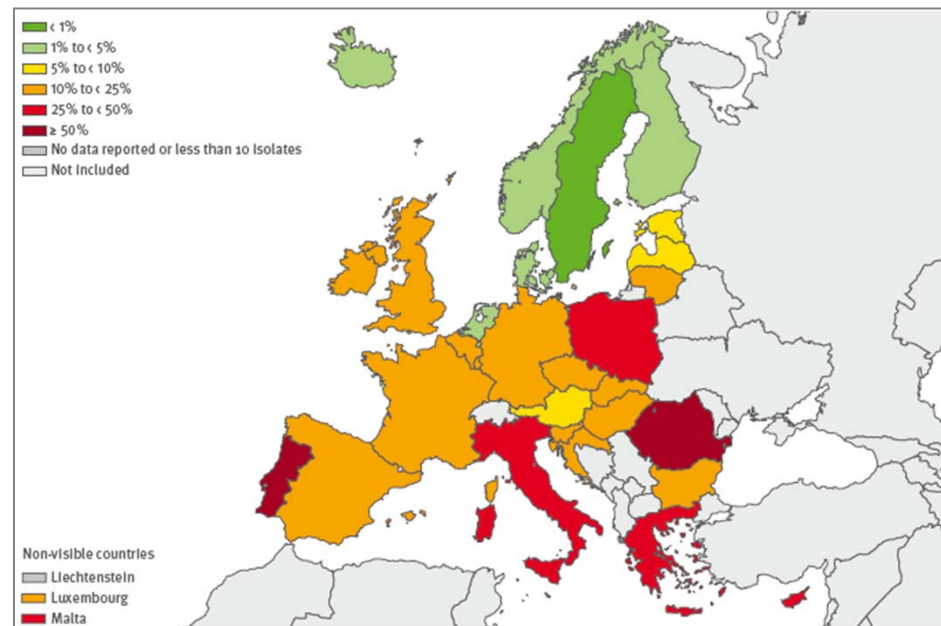 < 1%
1% to < 5%
5% to < 10%
10% to < 25%
25% to < 50%
≥ 50%
No data reported or less than 10 isolates
Not included
Non-visible countries
Liechtenstein
Luxembourg
Malta